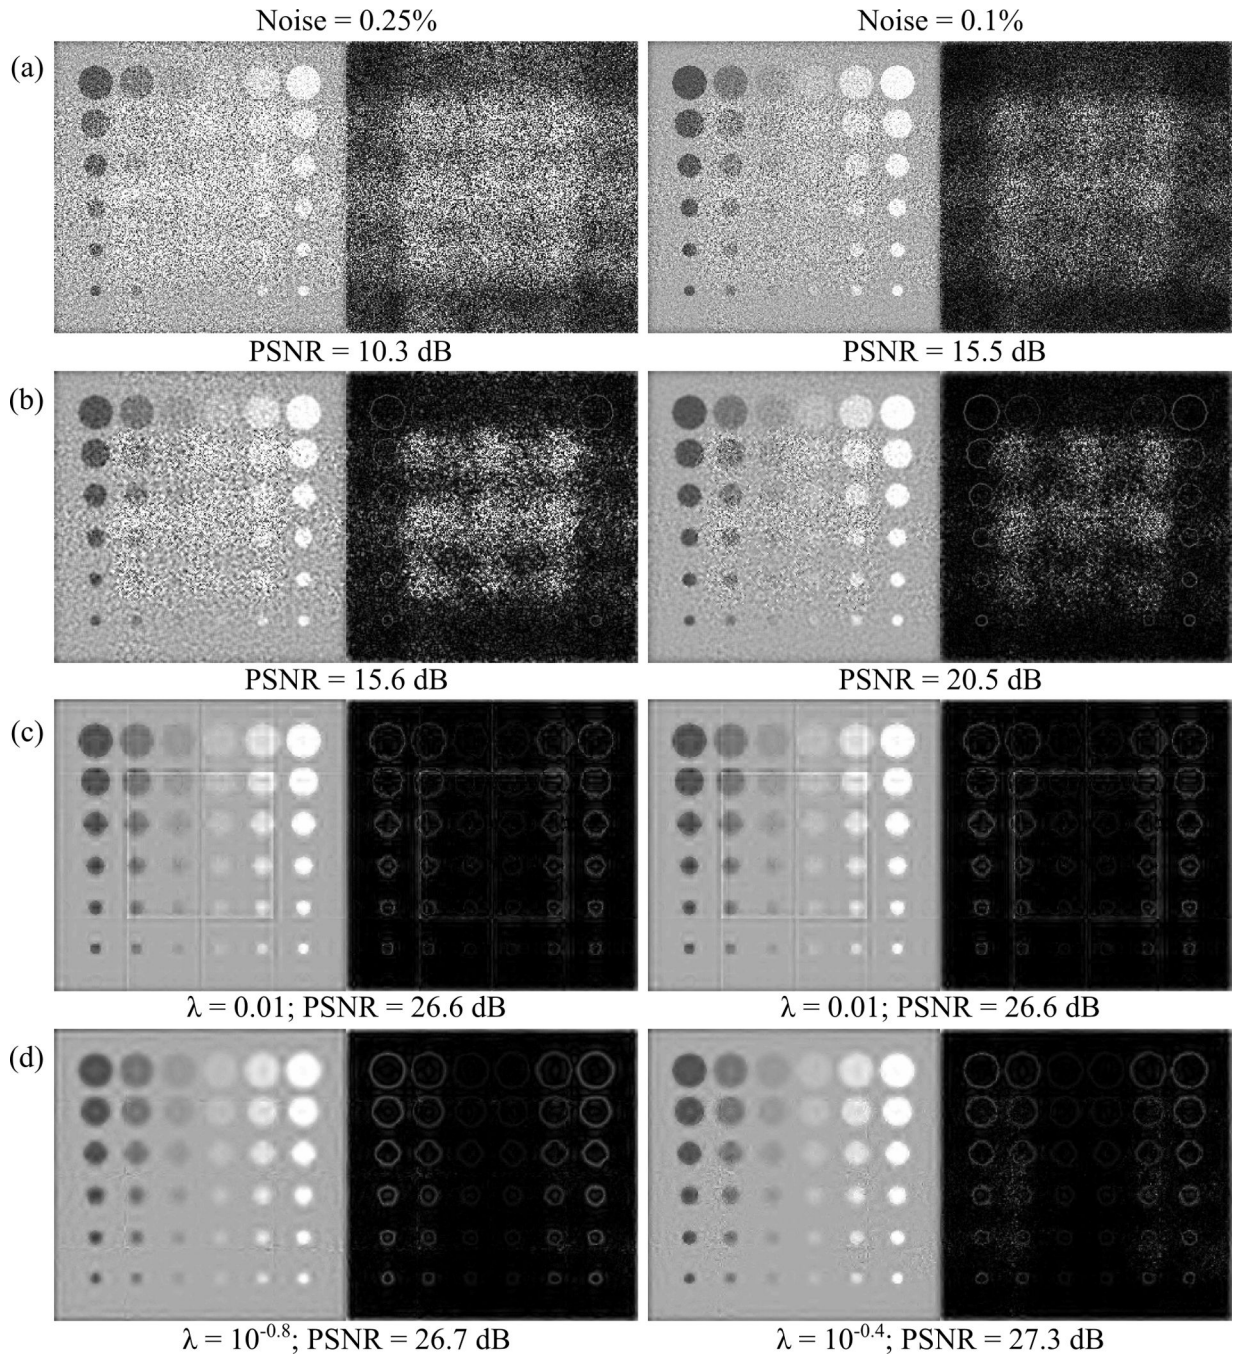 Noise = 0.25% Noise = 0.1%
(a)
PSNR = 10.3 dB PSNR = 15.5 dB
(b)
PSNR = 15.6 dB PSNR = 20.5 dB
(c)
λ = 0.01; PSNR = 26.6 dB λ = 0.01; PSNR = 26.6 dB
(d)
λ = 10^-0.8; PSNR = 26.7 dB λ = 10^-0.4; PSNR = 27.3 dB